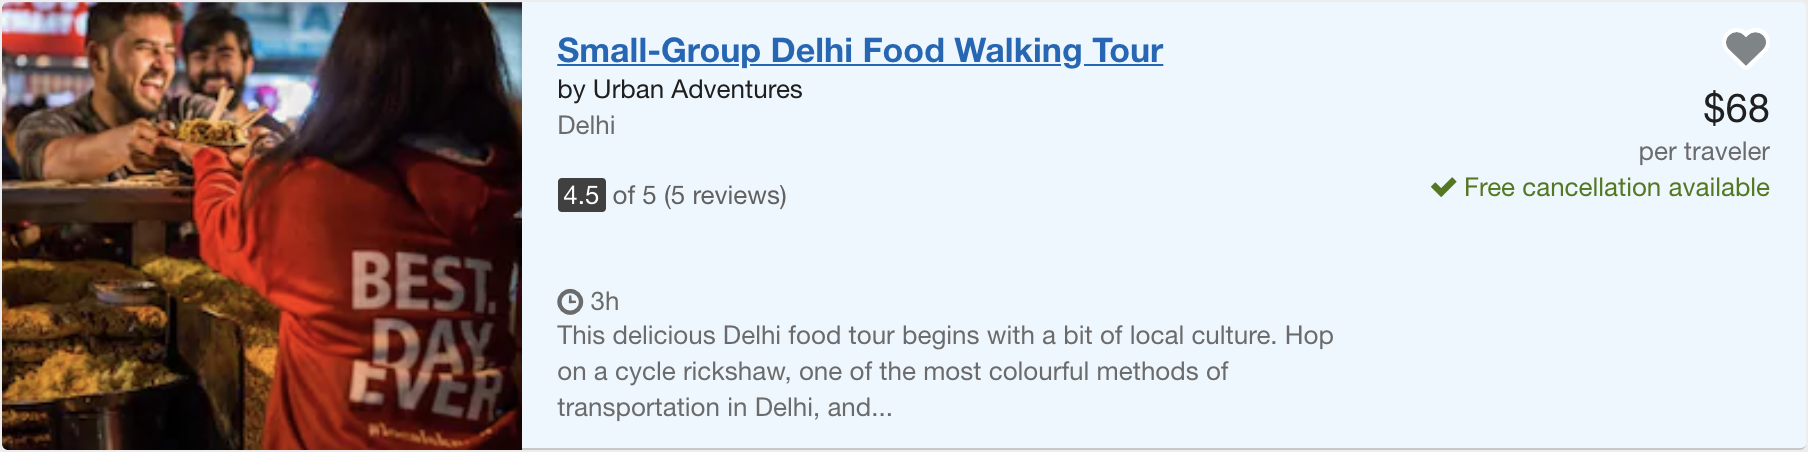 Small-Group Delhi Food Walking Tour
by Urban Adventures
Delhi
4.5 of 5 (5 reviews)
3h
This delicious Delhi food tour begins with a bit of local culture. Hop
on a cycle rickshaw, one of the most colourful methods of
transportation in Delhi, and...
$68
per traveler
Free cancellation available
BEST.
DAY
EVER